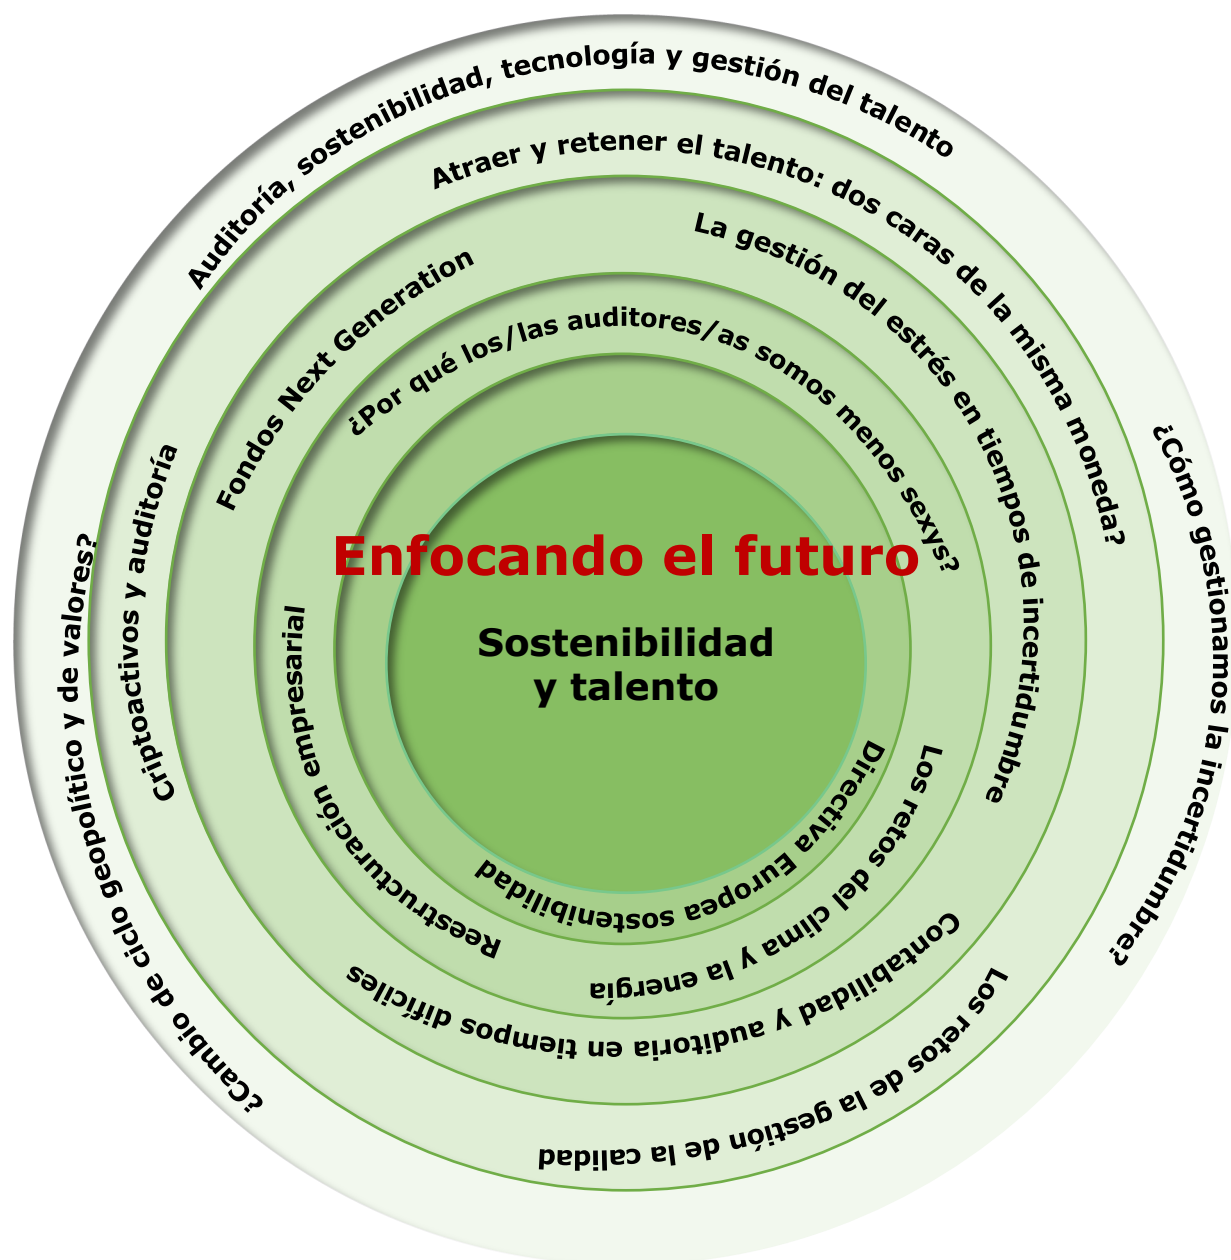 Auditoría, sostenibilidad, tecnología y gestión del talento
¿Cómo gestionamos la incertidumbre?
¿Cambio de ciclo geopolítico y de valores?
Atraer y retener el talento: dos caras de la misma moneda?
Los retos de la gestión de la calidad
Criptoactivos y auditoría
Fondos Next Generation
La gestión del estrés en tiempos de incertidumbre
Contabilidad y auditoria en tiempos difíciles
¿Por qué los/las auditores/as somos menos sexys?
Los retos del clima y la energía
Reestructuración empresarial
Directiva Europea sostenibilidad
Enfocando el futuro
Sostenibilidad
y talento